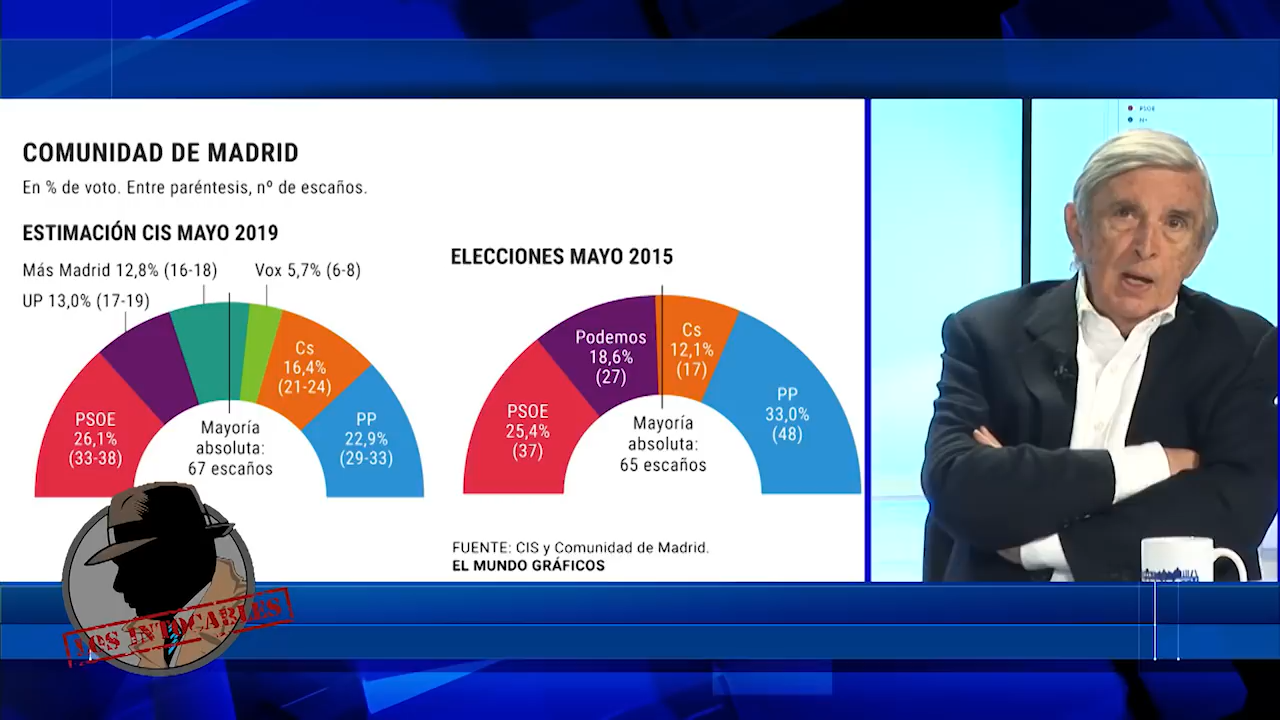 COMUNIDAD DE MADRID
En % de voto. Entre paréntesis, nº de escaños.
ESTIMACIÓN CIS MAYO 2019
Más Madrid 12,8% (16-18)
Vox 5,7% (6-8)
UP 13,0% (17-19)
Cs
16,4%
(21-24)
PSOE
26,1%
(33-38)
PP
22,9%
(29-33)
Mayoría
absoluta:
67 escaños
ELECCIONES MAYO 2015
Podemos
18,6%
(27)
Cs
12,1%
(17)
PSOE
25,4%
(37)
PP
33,0%
(48)
Mayoría
absoluta:
65 escaños
FUENTE: CIS y Comunidad de Madrid.
EL MUNDO GRÁFICOS
PSOE
LOS INTOCABLES